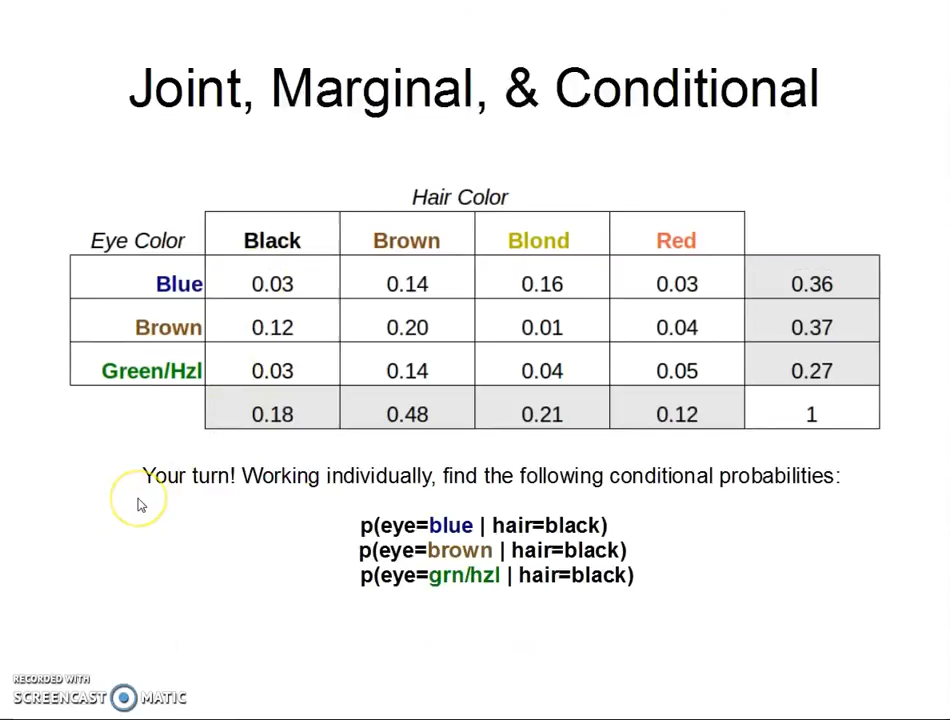 Joint, Marginal, & Conditional
Hair Color
Eye Color Black Brown Blond Red
Blue 0.03 0.14 0.16 0.03 0.36
Brown 0.12 0.20 0.01 0.04 0.37
Green/Hzl 0.03 0.14 0.04 0.05 0.27
0.18 0.48 0.21 0.12 1
Your turn! Working individually, find the following conditional probabilities:
p(eye=blue | hair=black)
p(eye=brown | hair=black)
p(eye=grn/hzl | hair=black)
RECORDED WITH
SCREENCAST MATIC